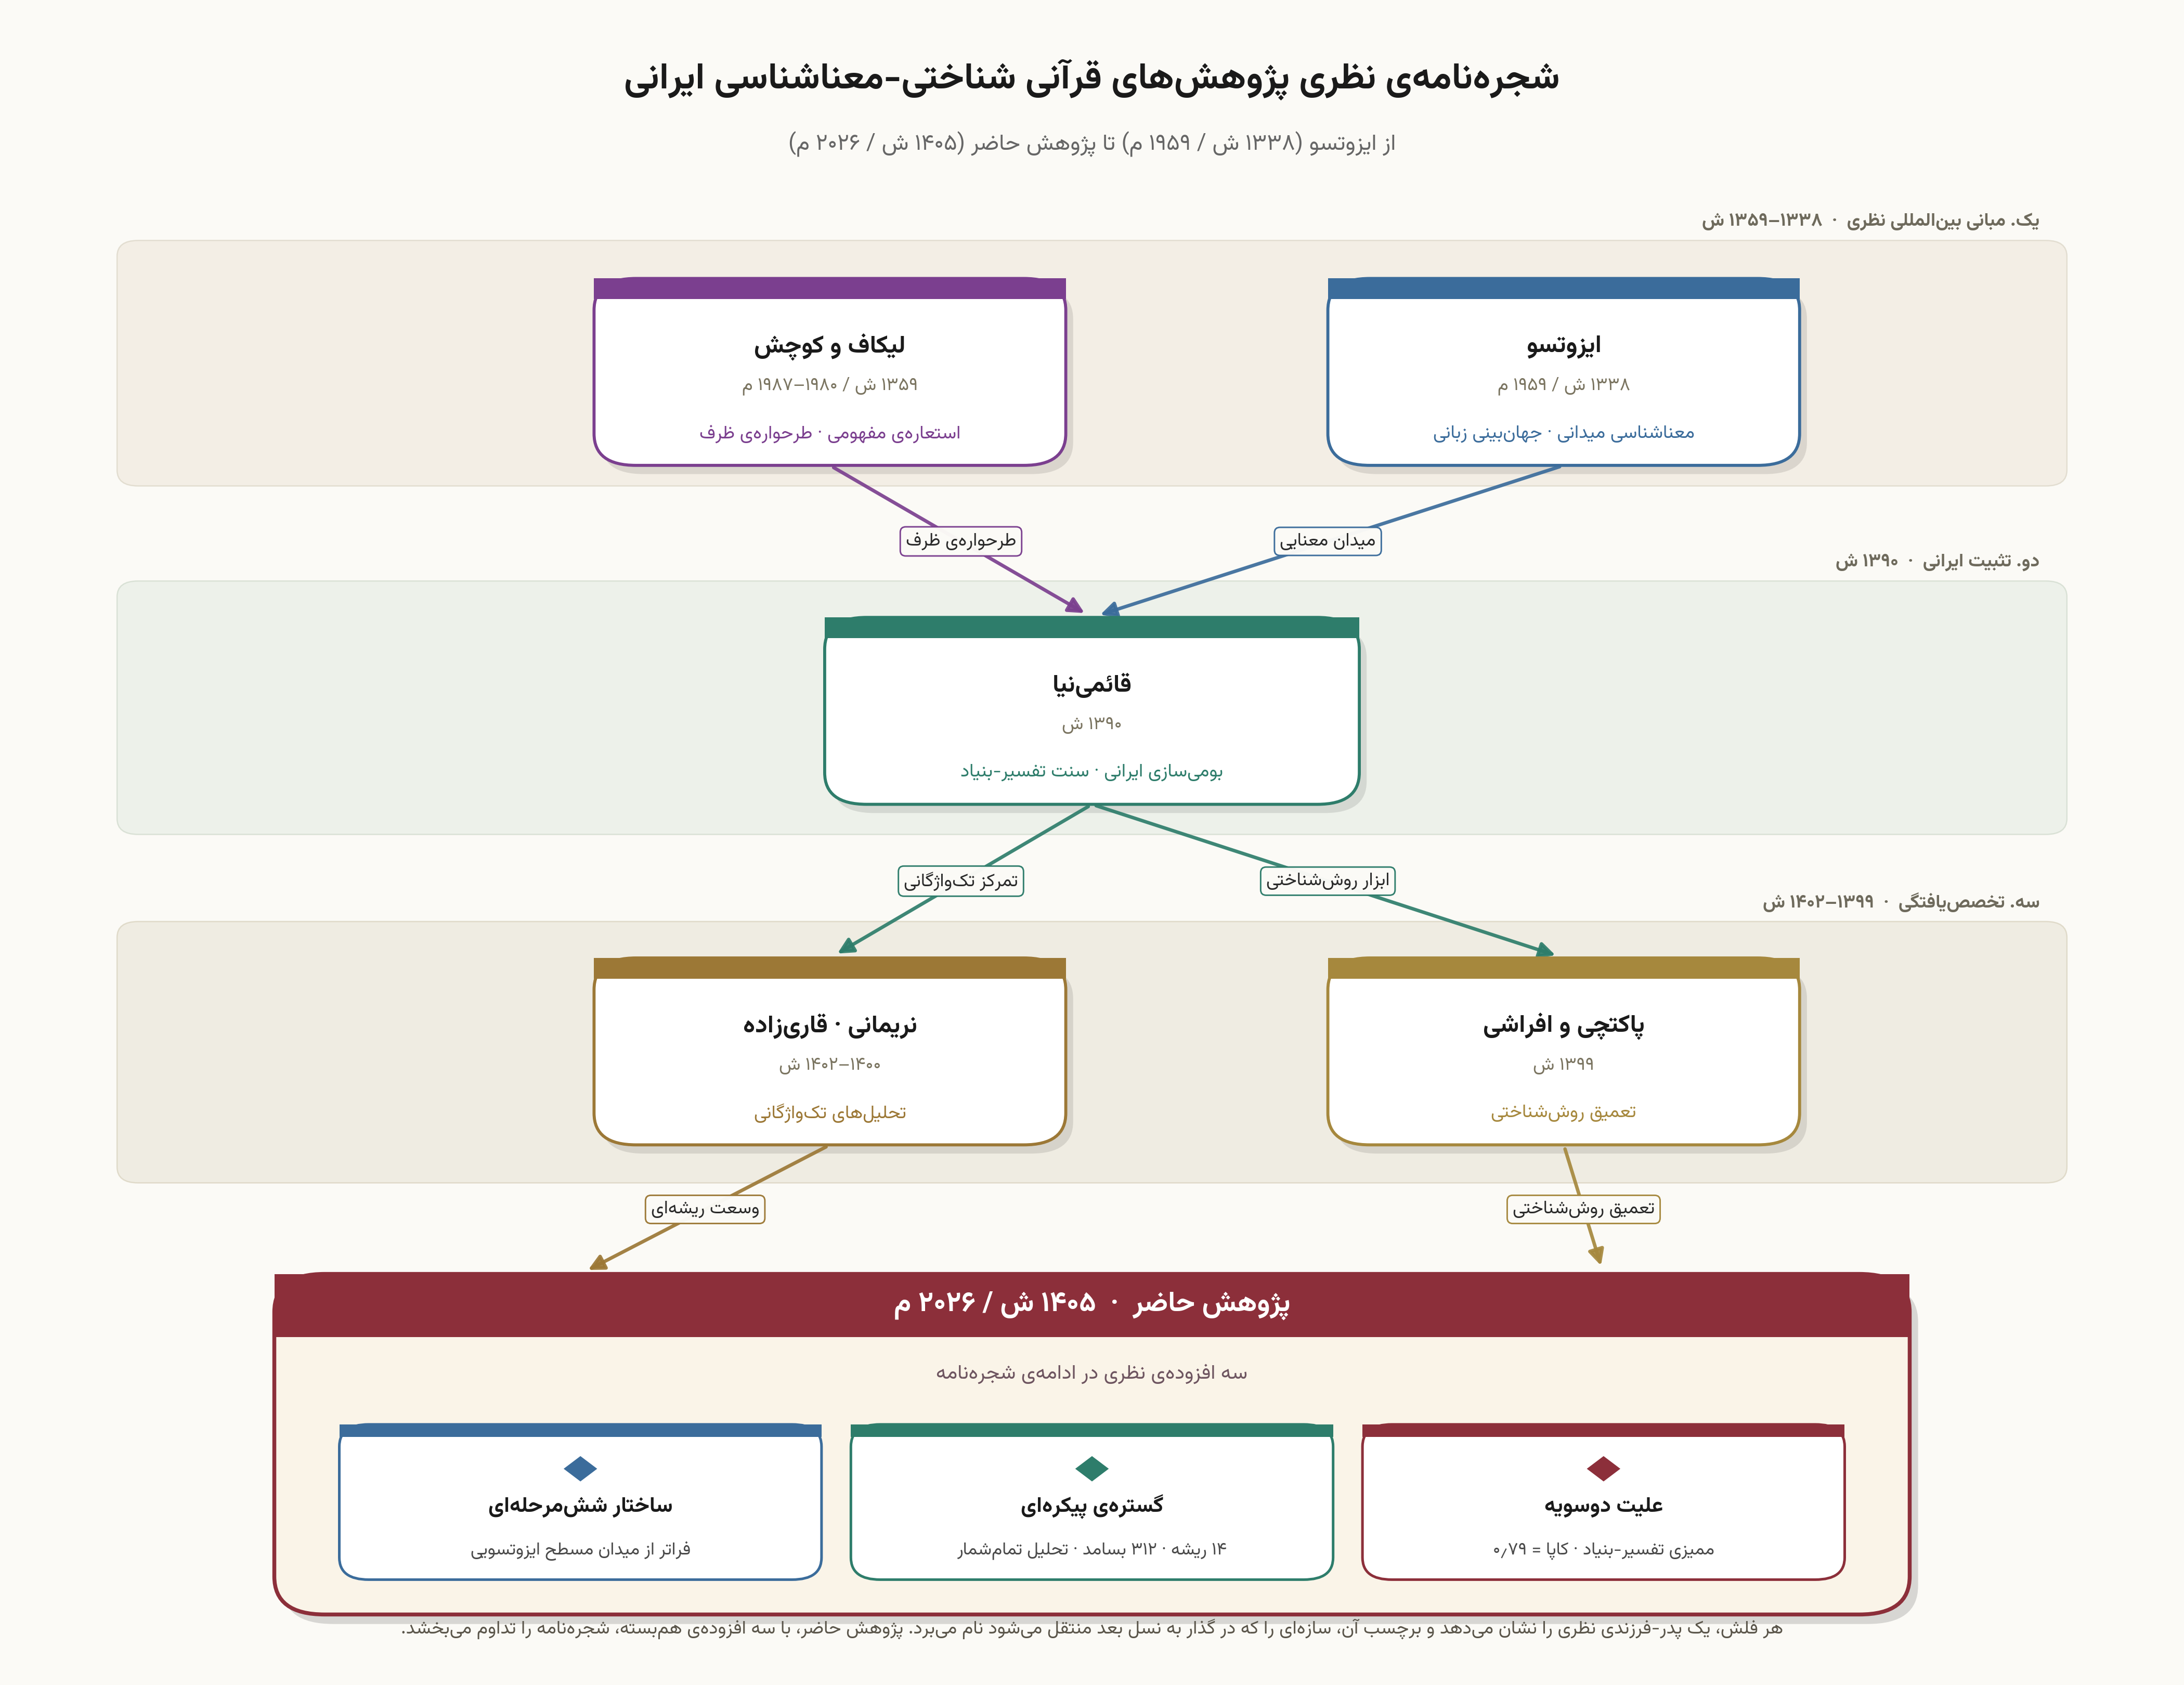 شجره‌نامه‌ی نظری پژوهش‌های قرآنی شناختی-معناشناسی ایرانی
از ایزوتسو (۱۳۳۸ ش / ۱۹۵۹ م) تا پژوهش حاضر (۱۴۰۵ ش / ۲۰۲۶ م)
یک. مبانی بین‌المللی نظری · ۱۳۳۸–۱۳۵۹ ش
ایزوتسو
۱۳۳۸ ش / ۱۹۵۹ م
معناشناسی میدانی · جهان‌بینی زبانی
لیکاف و کوچش
۱۳۵۹ ش / ۱۹۸۰–۱۹۸۷ م
استعاره‌ی مفهومی · طرحواره‌ی ظرف
میدان معنایی
طرحواره‌ی ظرف
دو. تثبیت ایرانی · ۱۳۹۰ ش
قائمی‌نیا
۱۳۹۰ ش
بومی‌سازی ایرانی · سنت تفسیر-بنیاد
ابزار روش‌شناختی
تمرکز تک‌واژگانی
سه. تخصص‌یافتگی · ۱۳۹۹–۱۴۰۲ ش
پاکتچی و افراشی
۱۳۹۹ ش
تعمیق روش‌شناختی
نریمانی · قاری‌زاده
۱۴۰۰–۱۴۰۲ ش
تحلیل‌های تک‌واژگانی
تعمیق روش‌شناختی
وسعت ریشه‌ای
پژوهش حاضر · ۱۴۰۵ ش / ۲۰۲۶ م
سه افزوده‌ی نظری در ادامه‌ی شجره‌نامه
علیت دوسویه
ممیزی تفسیر-بنیاد · کاپا = ۰٫۷۹
گستره‌ی پیکره‌ای
۱۴ ریشه · ۳۱۲ بسامد · تحلیل تمام‌شمار
ساختار شش‌مرحله‌ای
فراتر از میدان مسطح ایزوتسویی
هر فلش، یک پدر-فرزندی نظری را نشان می‌دهد و برچسب آن، سازه‌ای را که در گذار به نسل بعد منتقل می‌شود نام می‌برد. پژوهش حاضر، با سه افزوده‌ی هم‌بسته، شجره‌نامه را تداوم می‌بخشد.